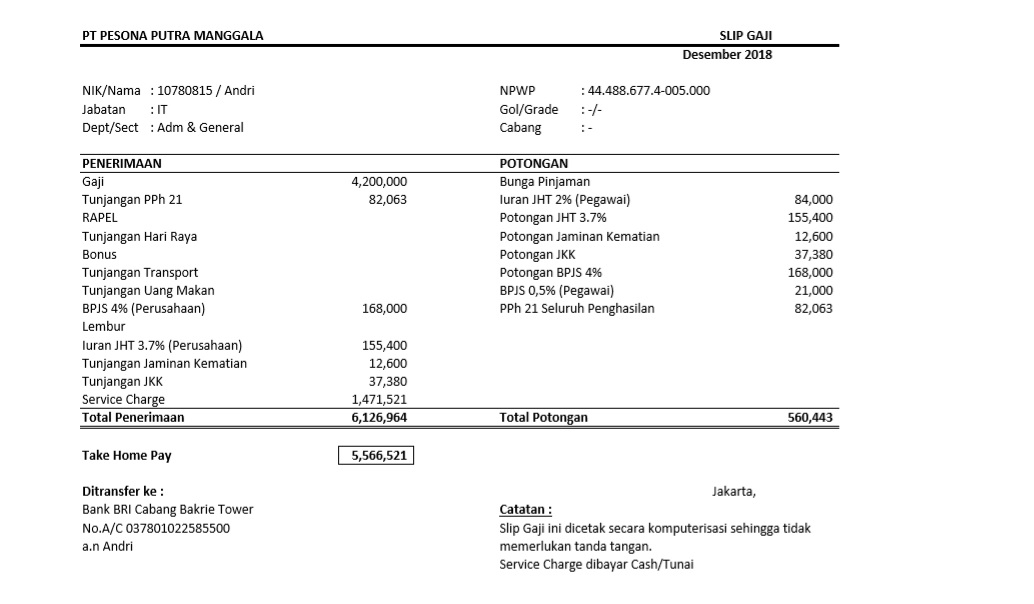 PT PESONA PUTRA MANGGALA SLIP GAJI
Desember 2018
NIK/Nama : 10780815 / Andri NPWP : 44.488.677.4-005.000
Jabatan : IT Gol/Grade : -/-
Dept/Sect : Adm & General Cabang : -
PENERIMAAN POTONGAN
Gaji 4,200,000 Bunga Pinjaman
Tunjangan PPh 21 82,063 Iuran JHT 2% (Pegawai) 84,000
RAPEL Potongan JHT 3.7% 155,400
Tunjangan Hari Raya Potongan Jaminan Kematian 12,600
Bonus Potongan JKK 37,380
Tunjangan Transport Potongan BPJS 4% 168,000
Tunjangan Uang Makan BPJS 0,5% (Pegawai) 21,000
BPJS 4% (Perusahaan) 168,000 PPh 21 Seluruh Penghasilan 82,063
Lembur
Iuran JHT 3.7% (Perusahaan) 155,400
Tunjangan Jaminan Kematian 12,600
Tunjangan JKK 37,380
Service Charge 1,471,521
Total Penerimaan 6,126,964 Total Potongan 560,443
Take Home Pay 5,566,521
Ditransfer ke : Jakarta,
Bank BRI Cabang Bakrie Tower Catatan :
No.A/C 037801022585500 Slip Gaji ini dicetak secara komputerisasi sehingga tidak
a.n Andri memerlukan tanda tangan.
Service Charge dibayar Cash/Tunai